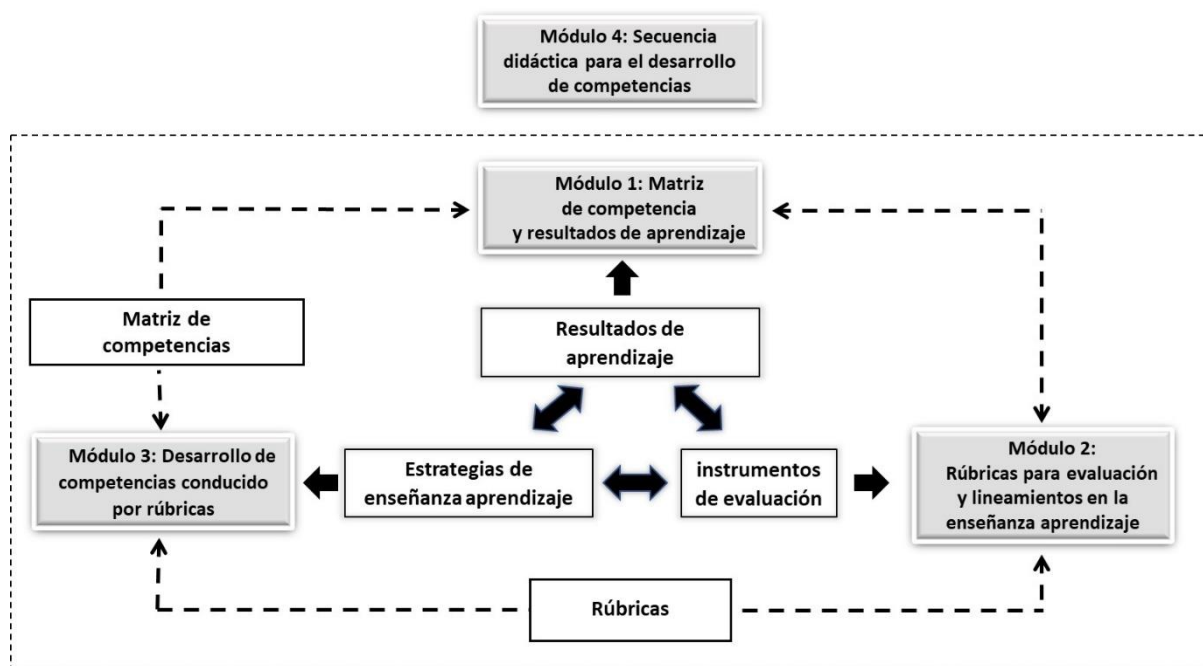 Módulo 4: Secuencia
didáctica para el desarrollo
de competencias
Módulo 1: Matriz
de competencia
y resultados de aprendizaje
Matriz de
competencias
Resultados de
aprendizaje
Módulo 3: Desarrollo de
competencias conducido
por rúbricas
Estrategias de
enseñanza aprendizaje
instrumentos
de evaluación
Módulo 2:
Rúbricas para evaluación
y lineamientos en la
enseñanza aprendizaje
Rúbricas